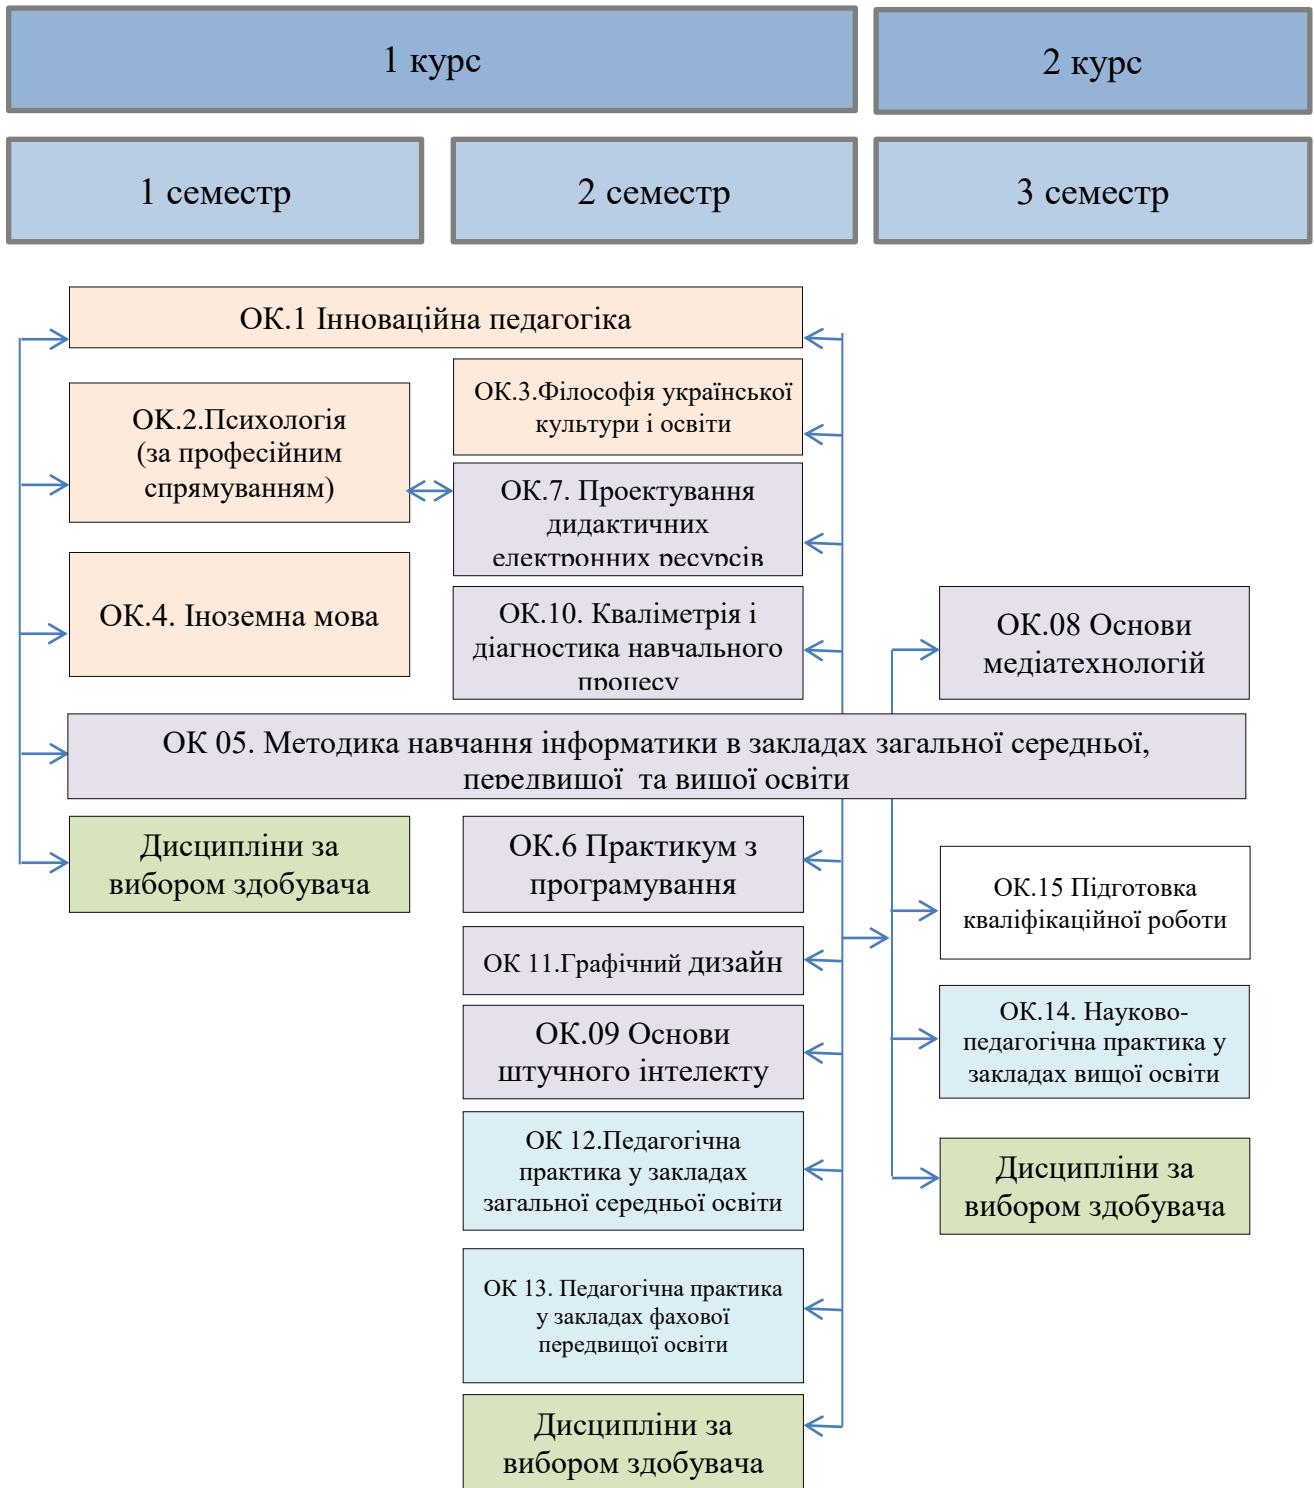 1 курс
2 курс
1 семестр
2 семестр
3 семестр
ОК.1 Інноваційна педагогіка
ОК.2.Психологія
(за професійним
спрямуванням)
ОК.3.Філософія української
культури і освіти
ОК.7. Проектування
дидактичних
електронних ресурсів
ОК.4. Іноземна мова
ОК.10. Кваліметрія і
діагностика навчального
процесу
ОК.08 Основи
медіатехнологій
ОК 05. Методика навчання інформатики в закладах загальної середньої,
передвишої та вишої освіти
Дисципліни за
вибором здобувача
ОК.6 Практикум з
програмування
ОК.15 Підготовка
кваліфікаційної роботи
ОК 11.Графічний дизайн
ОК.09 Основи
штучного інтелекту
ОК.14. Науково-
педагогічна практика у
закладах вищої освіти
ОК 12.Педагогічна
практика у закладах
загальної середньої освіти
Дисципліни за
вибором здобувача
ОК 13. Педагогічна практика
у закладах фахової
передвищої освіти
Дисципліни за
вибором здобувача